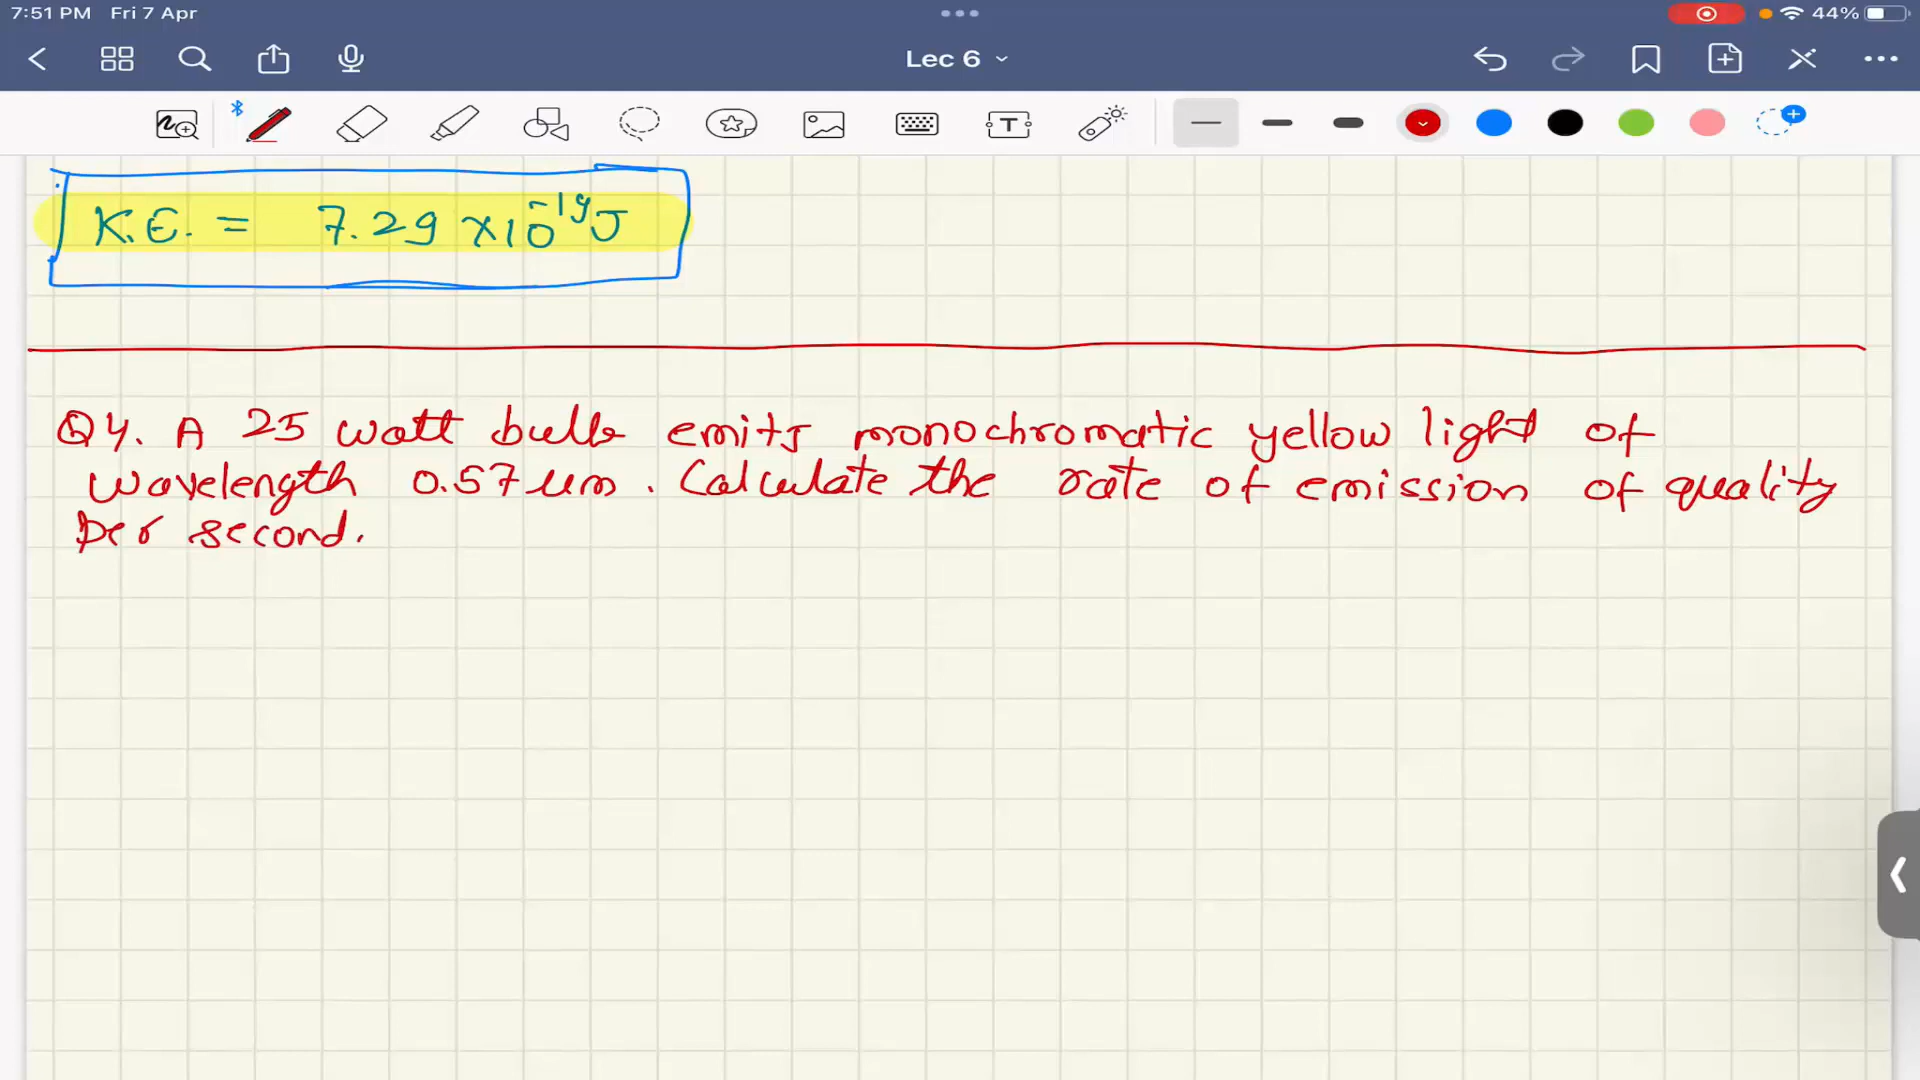 7:51 PM Fri 7 Apr
44%
Lec 6
T
K.E. = 7.29 × 10⁻¹⁹ J
Q4. A 25 watt bulb emits monochromatic yellow light of
wavelength 0.57 um. Calculate the rate of emission of quality
per second.